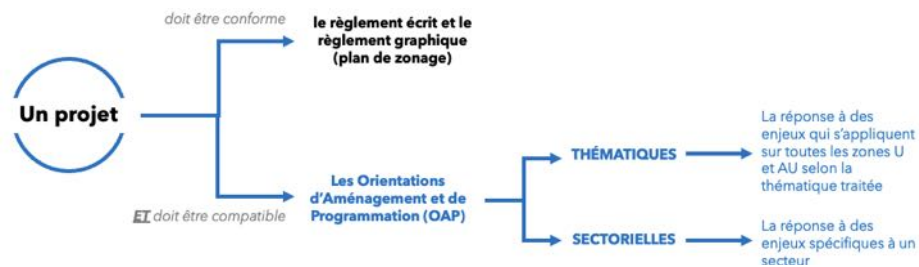 doit être conforme
le règlement écrit et le
règlement graphique
(plan de zonage)
Un projet
ET doit être compatible
Les Orientations
d'Aménagement et de
Programmation (OAP)
THÉMATIQUES
La réponse à des
enjeux qui s'appliquent
sur toutes les zones U
et AU selon la
thématique traitée
SECTORIELLES
La réponse à des
enjeux spécifiques à un
secteur